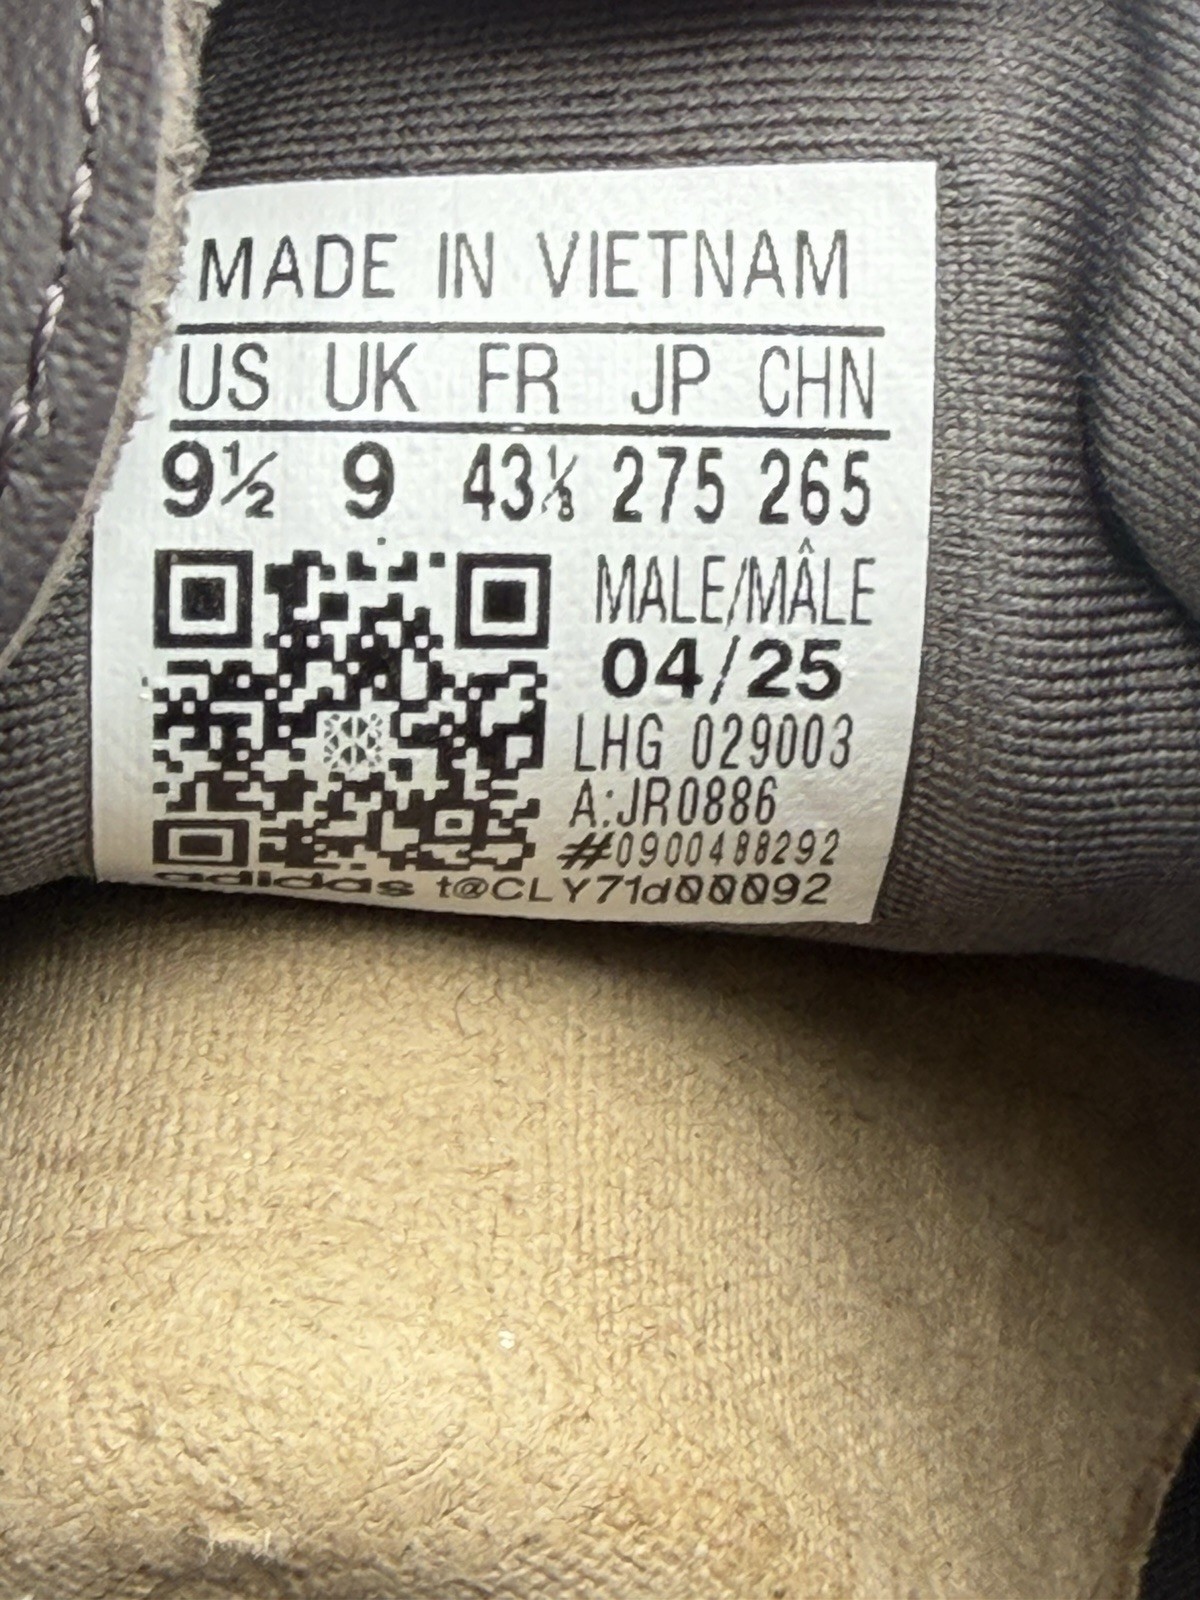 MADE IN VIETNAM
US UK FR JP CHN
9½ 9 43⅓ 275 265
MALE/MÂLE
04/25
LHG 029003
A:JR0886
#0900488292
adidas t@CLY71d00092